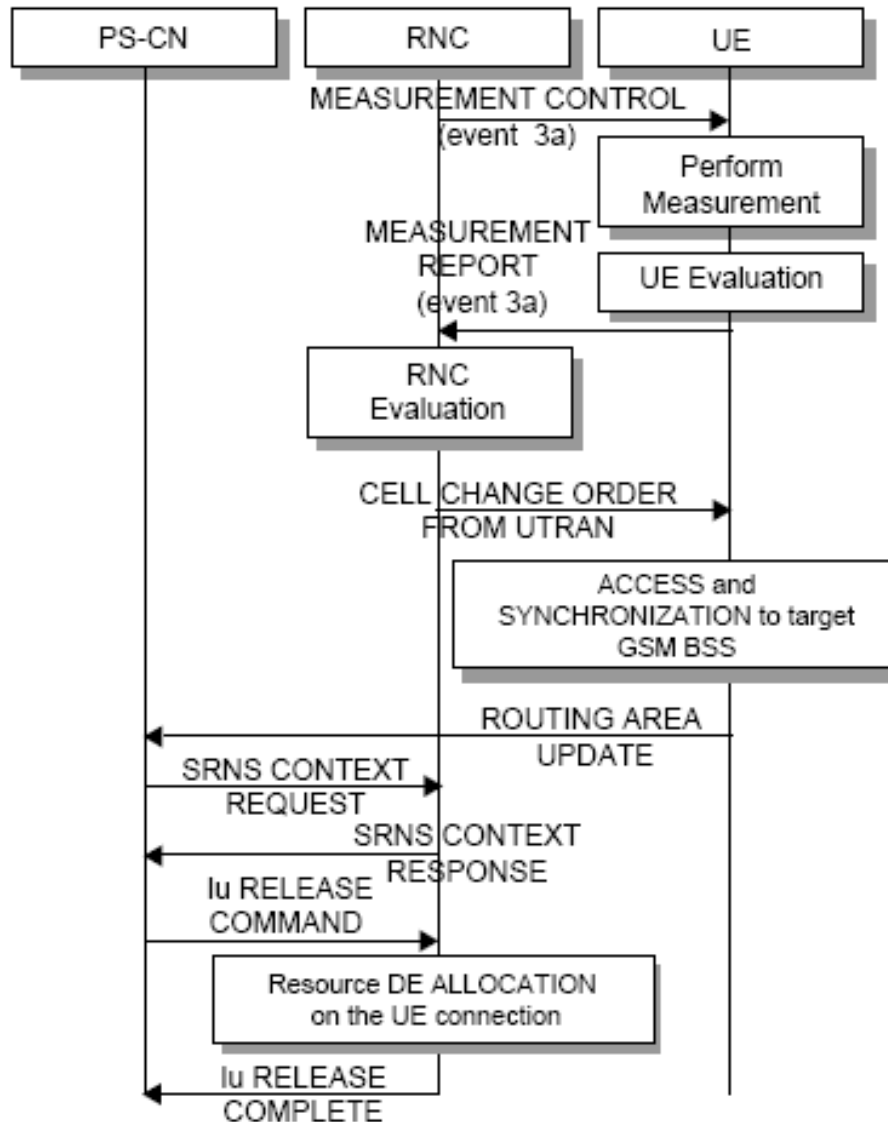 PS-CN
RNC
UE
MEASUREMENT CONTROL
(event 3a)
Perform
Measurement
MEASUREMENT
REPORT
(event 3a)
UE Evaluation
RNC
Evaluation
CELL CHANGE ORDER
FROM UTRAN
ACCESS and
SYNCHRONIZATION to target
GSM BSS
ROUTING AREA
UPDATE
SRNS CONTEXT
REQUEST
SRNS CONTEXT
RESPONSE
Iu RELEASE
COMMAND
Resource DE ALLOCATION
on the UE connection
Iu RELEASE
COMPLETE